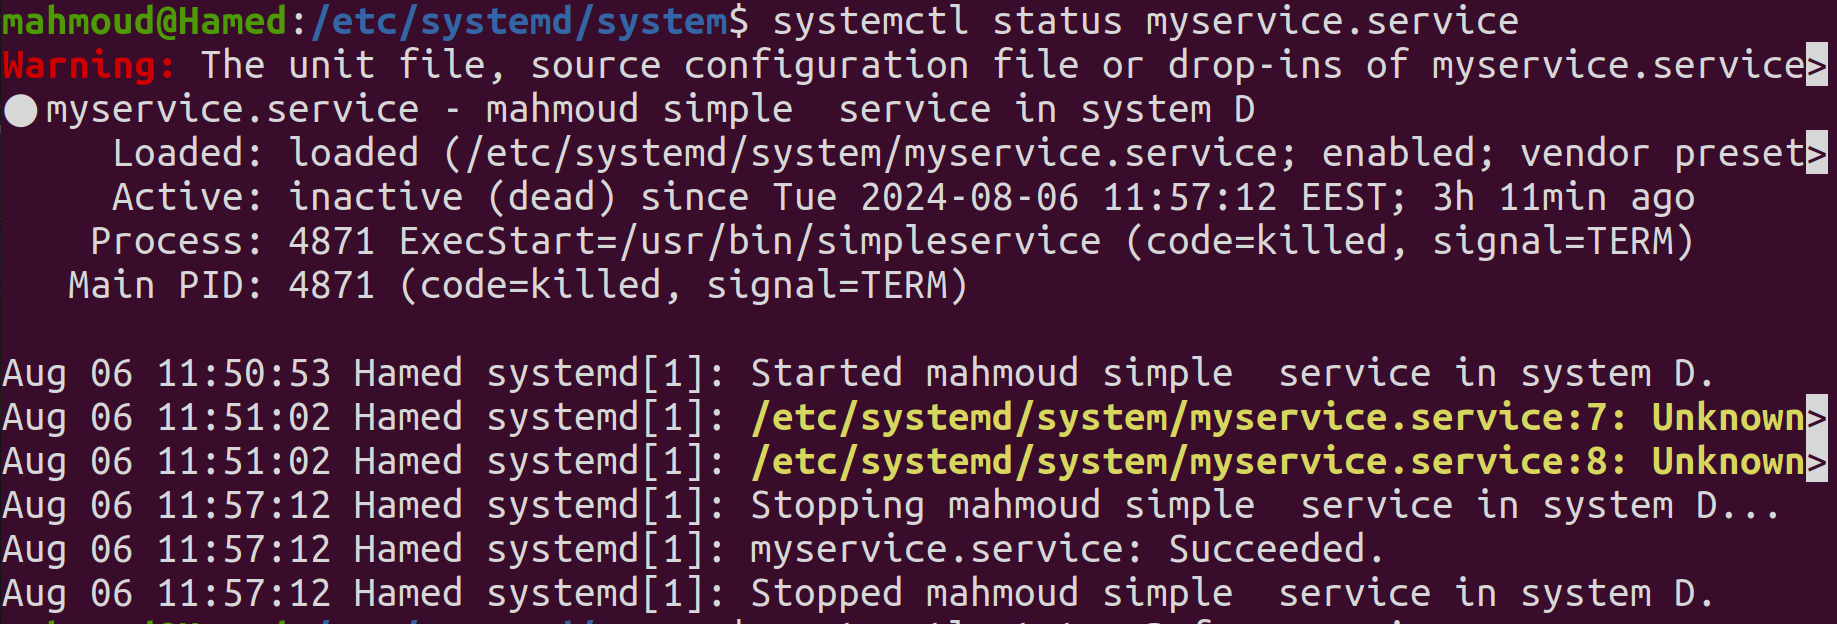 mahmoud@Hamed:/etc/systemd/system$ systemctl status myservice.service
Warning: The unit file, source configuration file or drop-ins of myservice.service>
●myservice.service - mahmoud simple  service in system D
     Loaded: loaded (/etc/systemd/system/myservice.service; enabled; vendor preset>
     Active: inactive (dead) since Tue 2024-08-06 11:57:12 EEST; 3h 11min ago
    Process: 4871 ExecStart=/usr/bin/simpleservice (code=killed, signal=TERM)
   Main PID: 4871 (code=killed, signal=TERM)

Aug 06 11:50:53 Hamed systemd[1]: Started mahmoud simple  service in system D.
Aug 06 11:51:02 Hamed systemd[1]: /etc/systemd/system/myservice.service:7: Unknown>
Aug 06 11:51:02 Hamed systemd[1]: /etc/systemd/system/myservice.service:8: Unknown>
Aug 06 11:57:12 Hamed systemd[1]: Stopping mahmoud simple  service in system D...
Aug 06 11:57:12 Hamed systemd[1]: myservice.service: Succeeded.
Aug 06 11:57:12 Hamed systemd[1]: Stopped mahmoud simple  service in system D.